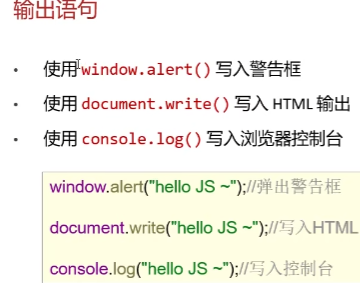 输出语句
• 使用 window.alert() 写入警告框
• 使用 document.write() 写入 HTML 输出
• 使用 console.log() 写入浏览器控制台
window.alert("hello JS ~");//弹出警告框
document.write("hello JS ~");//写入HTML
console.log("hello JS ~");//写入控制台